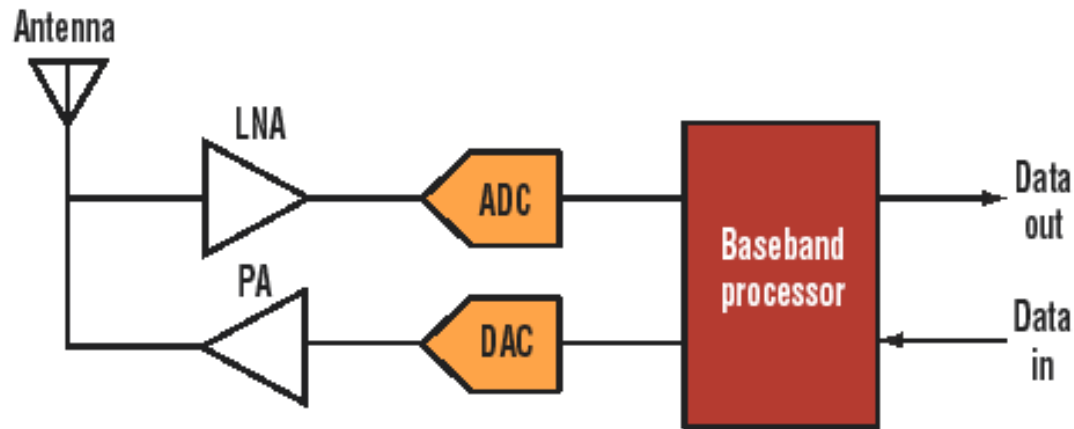 Antenna
LNA
ADC
PA
DAC
Baseband
processor
Data
out
Data
in